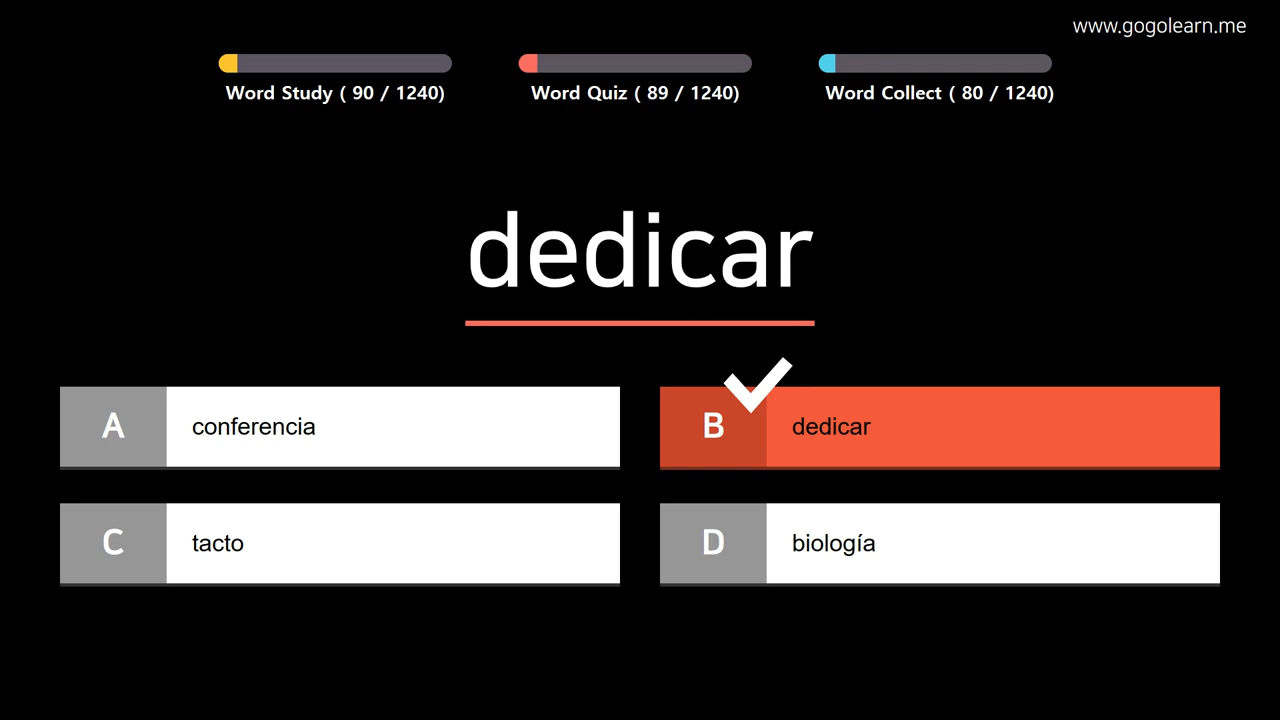 www.gogolearn.me
Word Study ( 90 / 1240)
Word Quiz ( 89 / 1240)
Word Collect ( 80 / 1240)
dedicar
A conferencia
B dedicar
C tacto
D biología